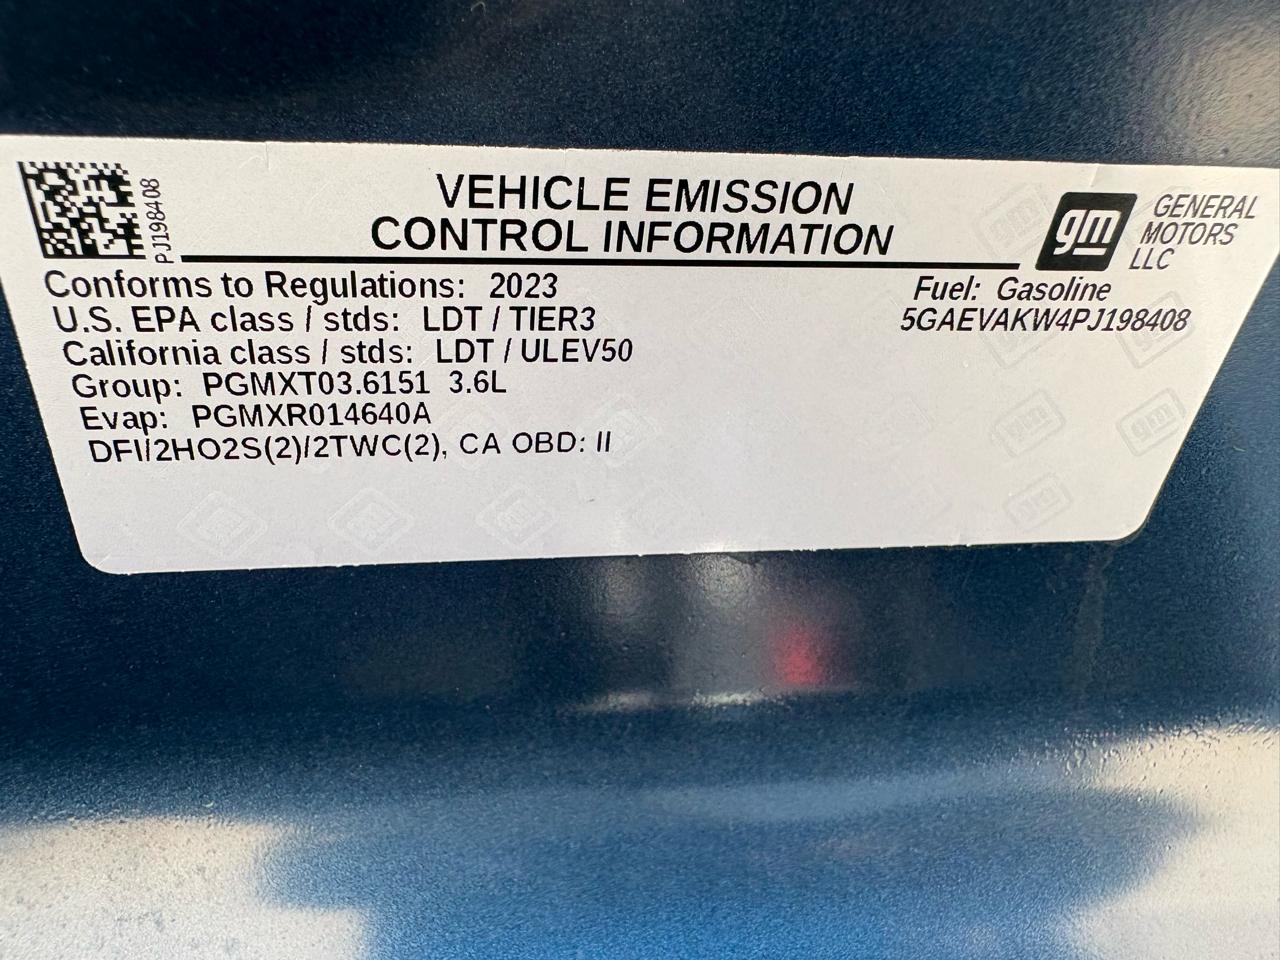 VEHICLE EMISSION
CONTROL INFORMATION
PJ198408
gm
GENERAL
MOTORS
LLC
Conforms to Regulations: 2023
U.S. EPA class / stds: LDT / TIER3
California class / stds: LDT / ULEV50
Group: PGMXT03.6151 3.6L
Evap: PGMXR014640A
DFI/2HO2S(2)/2TWC(2), CA OBD: II
Fuel: Gasoline
5GAEVAKW4PJ198408